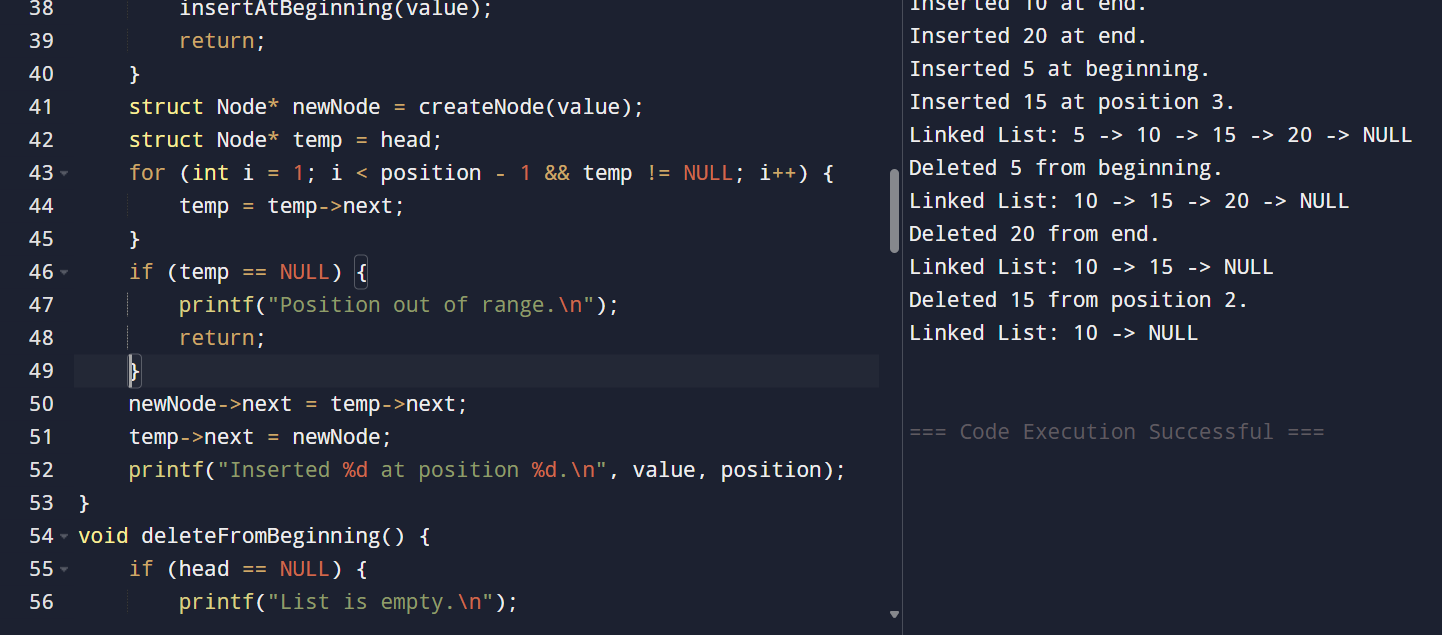 38 insertAtBeginning(value);
39 return;
40 }
41 struct Node* newNode = createNode(value);
42 struct Node* temp = head;
43 for (int i = 1; i < position - 1 && temp != NULL; i++) {
44 temp = temp->next;
45 }
46 if (temp == NULL) {
47 printf("Position out of range.\n");
48 return;
49 }
50 newNode->next = temp->next;
51 temp->next = newNode;
52 printf("Inserted %d at position %d.\n", value, position);
53 }
54 void deleteFromBeginning() {
55 if (head == NULL) {
56 printf("List is empty.\n");
Inserted 10 at end.
Inserted 20 at end.
Inserted 5 at beginning.
Inserted 15 at position 3.
Linked List: 5 -> 10 -> 15 -> 20 -> NULL
Deleted 5 from beginning.
Linked List: 10 -> 15 -> 20 -> NULL
Deleted 20 from end.
Linked List: 10 -> 15 -> NULL
Deleted 15 from position 2.
Linked List: 10 -> NULL
=== Code Execution Successful ===